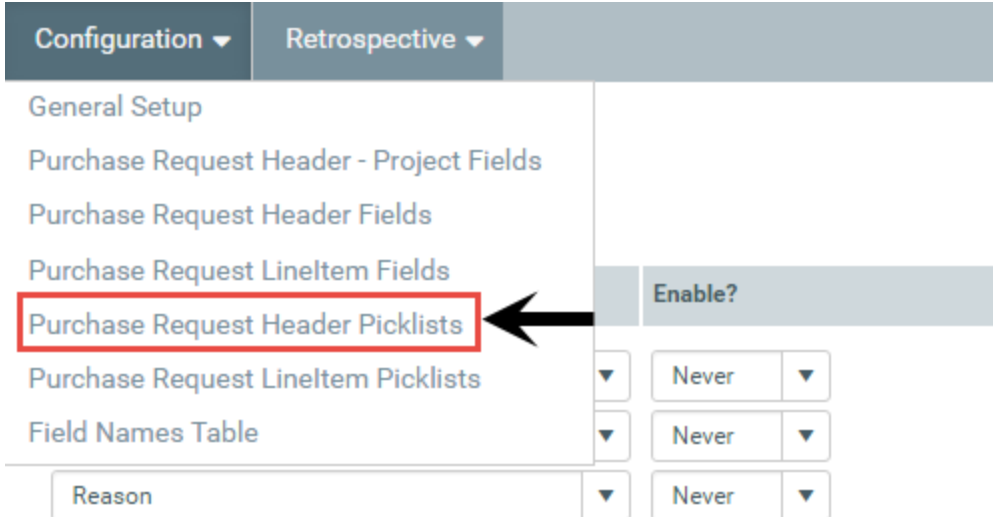 Configuration Retrospective
General Setup
Purchase Request Header - Project Fields
Purchase Request Header Fields
Purchase Request LineItem Fields
Enable?
Purchase Request Header Picklists
Purchase Request LineItem Picklists
Never
Field Names Table
Never
Reason Never